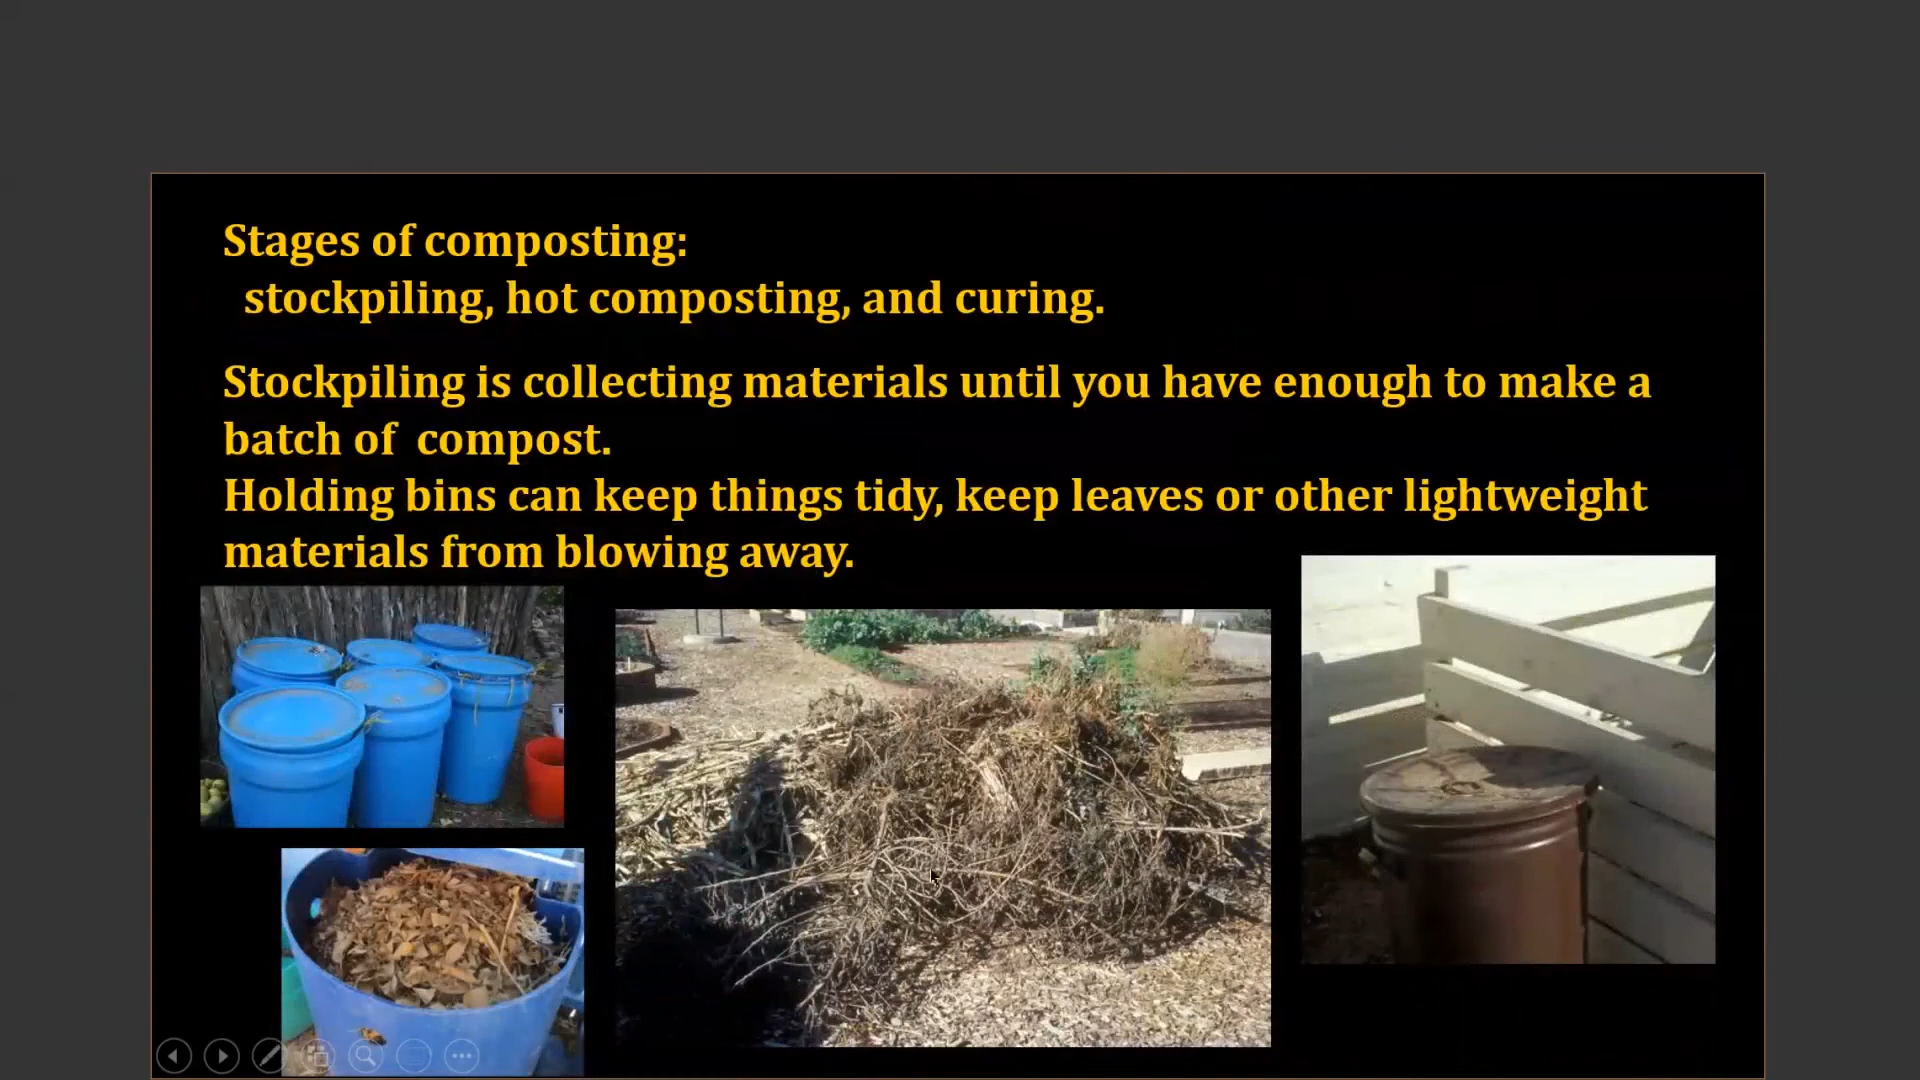 Stages of composting:
stockpiling, hot composting, and curing.
Stockpiling is collecting materials until you have enough to make a
batch of  compost.
Holding bins can keep things tidy, keep leaves or other lightweight
materials from blowing away.